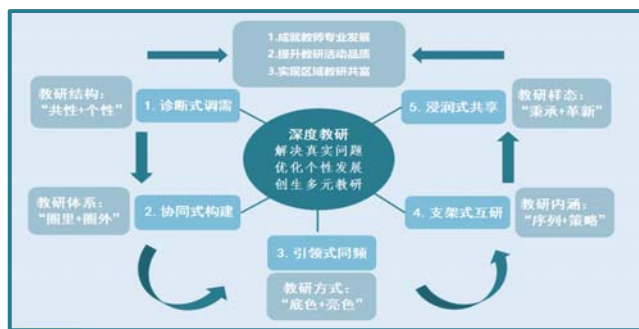 1.成就教师专业发展
2.提升教研活动品质
3.实现区域教研共富
教研结构：
“共性+个性”
1. 诊断式调需
5. 浸润式共享
教研样态：
“秉承+革新”
深度教研
解决真实问题
优化个性发展
创生多元教研
教研体系：
“圈里+圈外”
2. 协同式构建
4. 支架式互研
教研内涵：
“序列+策略”
3. 引领式同频
教研方式：
“底色+亮色”